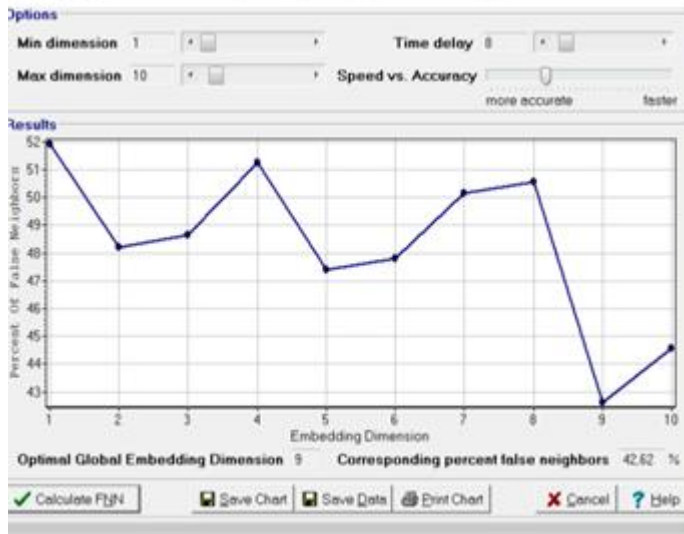 Options
Min dimension 1
Time delay 8
Max dimension 10
Speed vs. Accuracy
more accurate faster
Results
Percent Of False Neighbors
52
51
50
49
48
47
46
45
44
43
1 2 3 4 5 6 7 8 9 10
Embedding Dimension
Optimal Global Embedding Dimension 9 Corresponding percent false neighbors 42,62 %
Calculate FNN Save Chart Save Data Print Chart Cancel ? Help